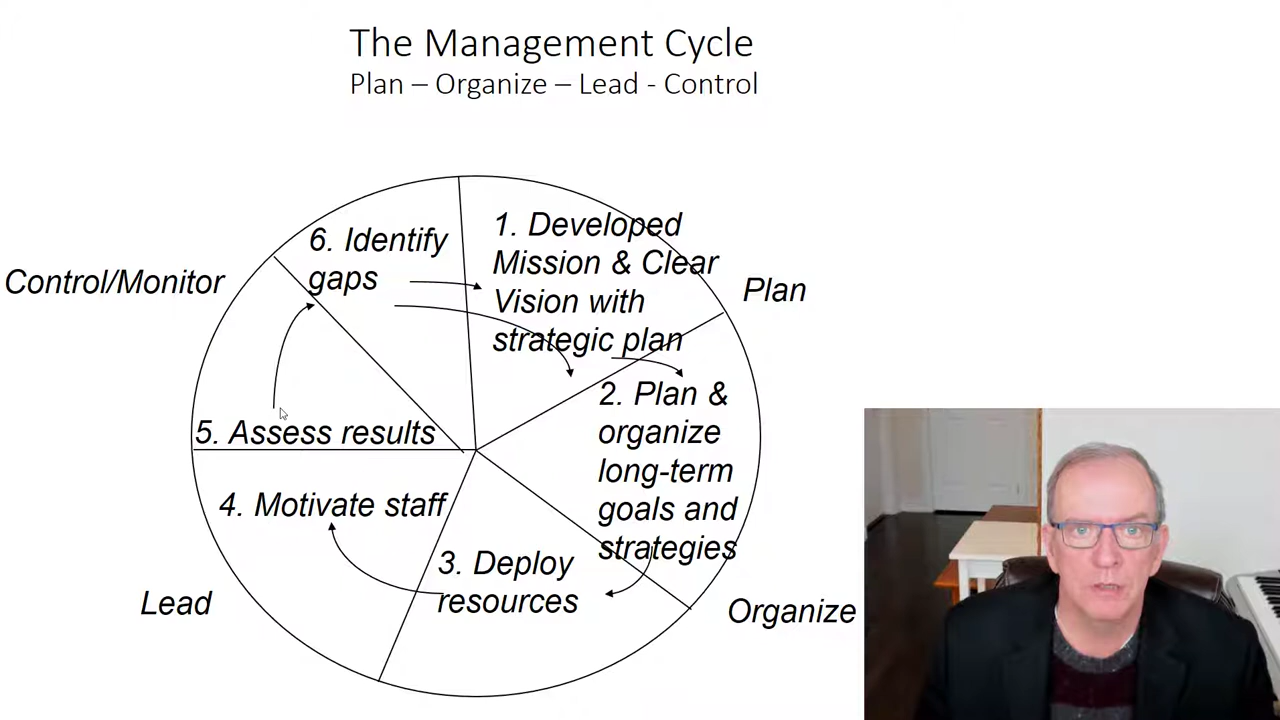 The Management Cycle
Plan – Organize – Lead - Control
6. Identify
gaps
1. Developed
Mission & Clear
Vision with
strategic plan
Control/Monitor
Plan
2. Plan &
organize
long-term
goals and
strategies
5. Assess results
4. Motivate staff
3. Deploy
resources
Lead
Organize